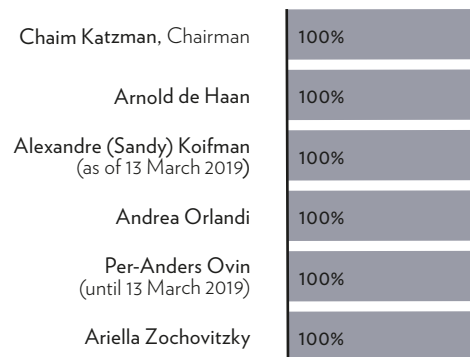 Chaim Katzman, Chairman 100%
Arnold de Haan 100%
Alexandre (Sandy) Koifman
(as of 13 March 2019) 100%
Andrea Orlandi 100%
Per-Anders Ovin
(until 13 March 2019) 100%
Ariella Zochovitzky 100%